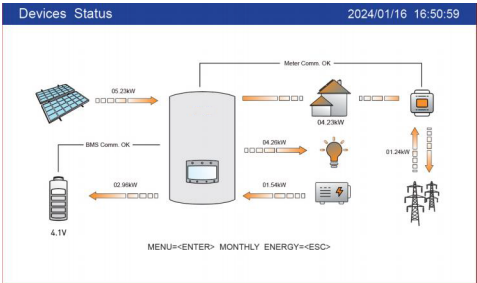 Devices Status 2024/01/16 16:50:59
Meter Comm. OK
05.23kW
04.23kW
BMS Comm. OK
04.26kW
01.24kW
02.96kW
01.54kW
4.1V
MENU=<ENTER> MONTHLY ENERGY=<ESC>